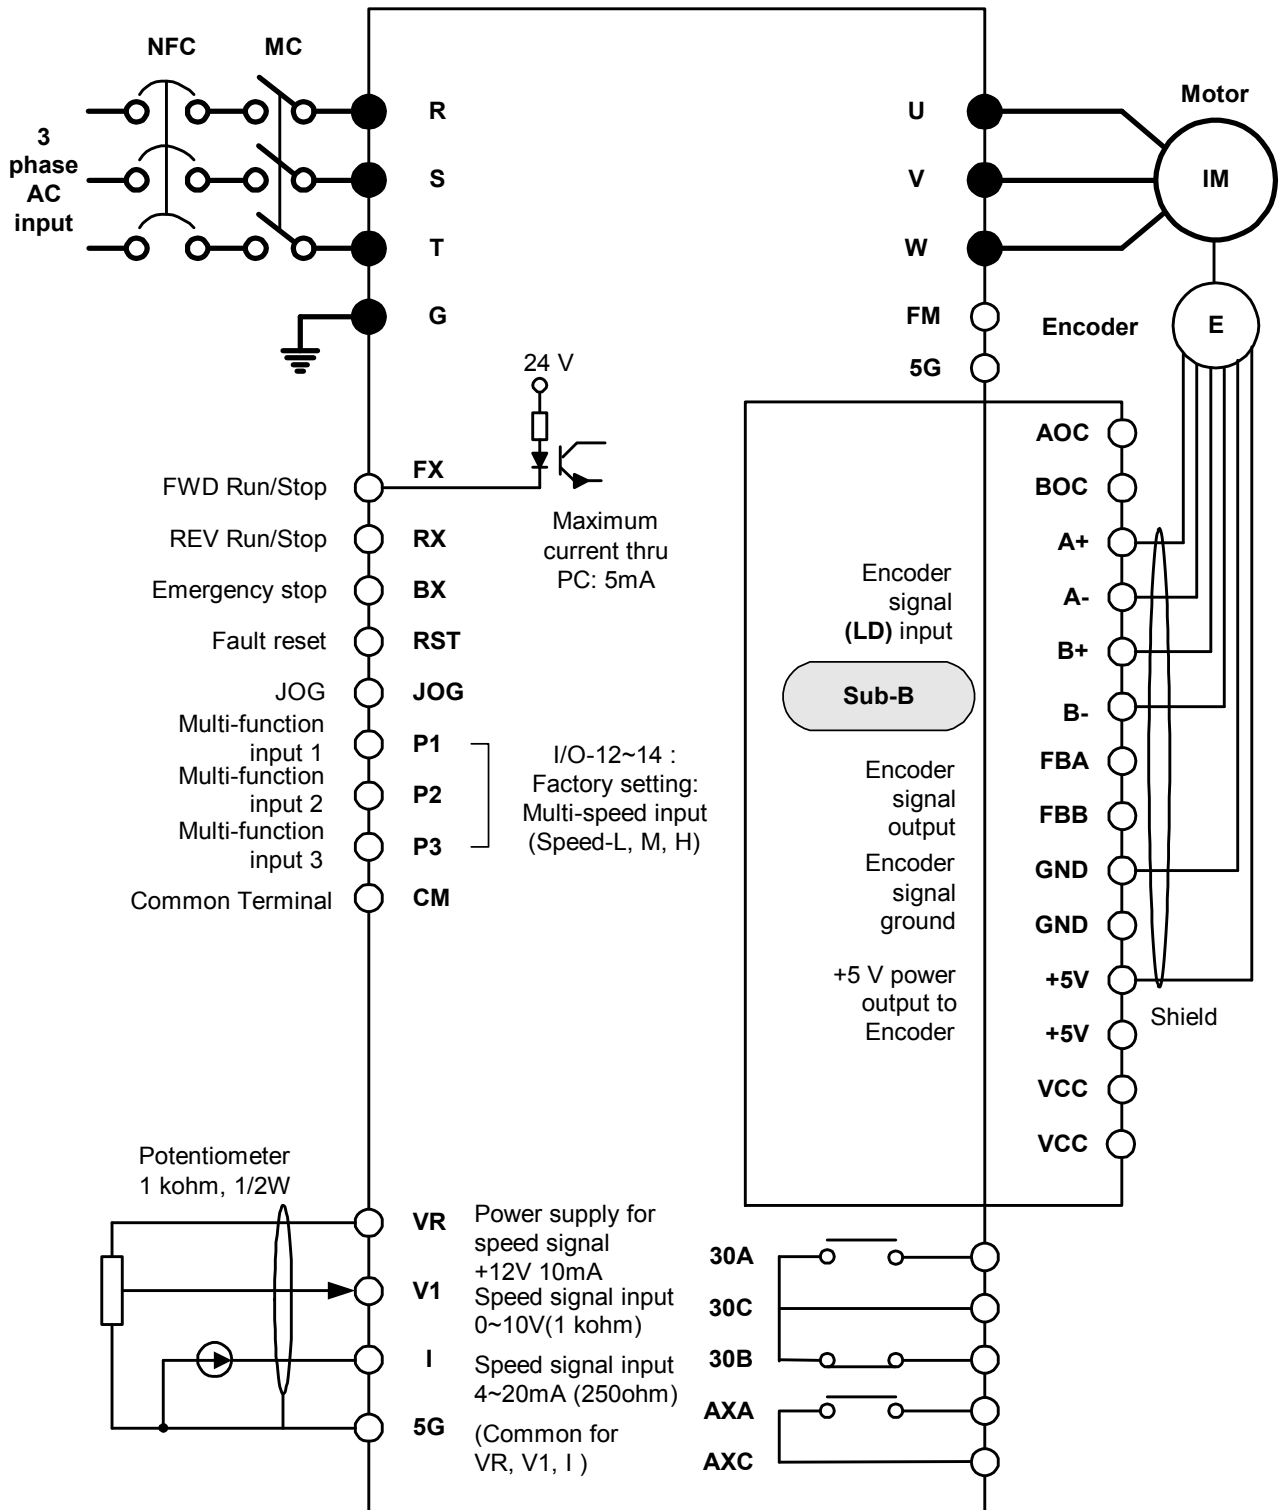 NFC
MC
3
phase
AC
input
R
S
T
G
U
V
W
FM
5G
Motor
IM
Encoder
E
24 V
FX
FWD Run/Stop
REV Run/Stop
RX
Emergency stop
BX
Fault reset
RST
JOG
JOG
Multi-function
input 1
P1
Multi-function
input 2
P2
Multi-function
input 3
P3
Common Terminal
CM
Maximum
current thru
PC: 5mA
I/O-12~14 :
Factory setting:
Multi-speed input
(Speed-L, M, H)
Encoder
signal
(LD) input
Sub-B
Encoder
signal
output
Encoder
signal
ground
+5 V power
output to
Encoder
AOC
BOC
A+
A-
B+
B-
FBA
FBB
GND
GND
+5V
+5V
VCC
VCC
Shield
Potentiometer
1 kohm, 1/2W
VR
Power supply for
speed signal
+12V 10mA
V1
Speed signal input
0~10V(1 kohm)
I
Speed signal input
4~20mA (250ohm)
5G
(Common for
VR, V1, I )
30A
30C
30B
AXA
AXC